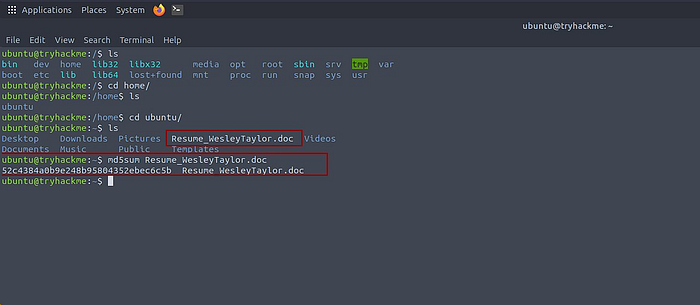 Applications Places System
ubuntu@tryhackme: ~
File Edit View Search Terminal Help
ubuntu@tryhackme:/$ ls
bin dev home lib32 libx32 media opt root sbin srv tmp var
boot etc lib lib64 lost+found mnt proc run snap sys usr
ubuntu@tryhackme:/$ cd home/
ubuntu@tryhackme:/home$ ls
ubuntu
ubuntu@tryhackme:/home$ cd ubuntu/
ubuntu@tryhackme:~$ ls
Desktop Downloads Pictures Resume_WesleyTaylor.doc Videos
Documents Music Public Templates
ubuntu@tryhackme:~$ md5sum Resume_WesleyTaylor.doc
52c4384a0b9e248b95804352ebec6c5b Resume_WesleyTaylor.doc
ubuntu@tryhackme:~$